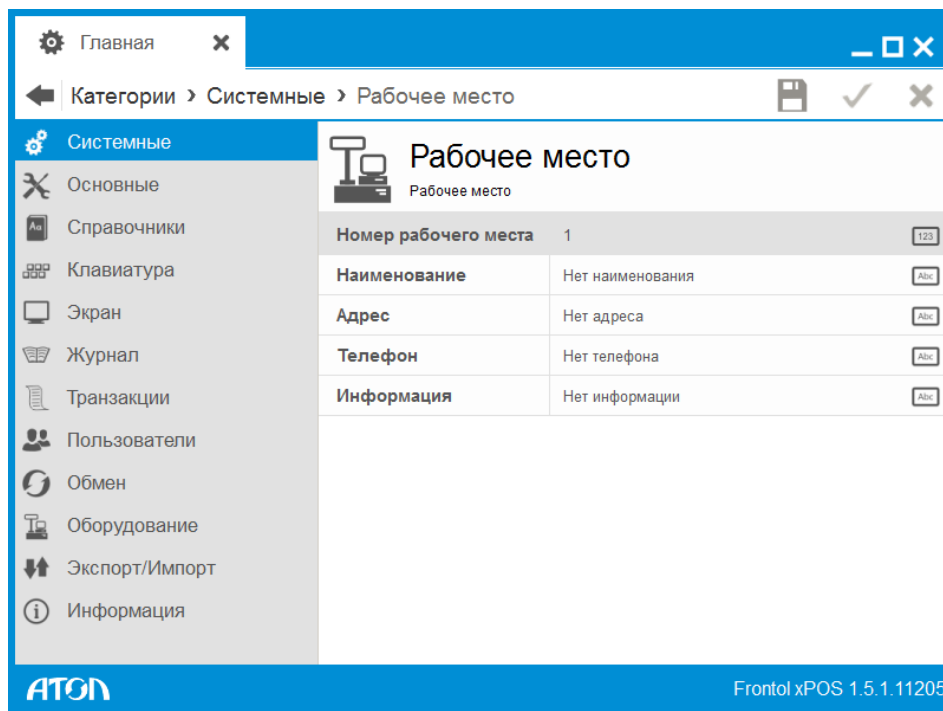 Главная
Категории › Системные › Рабочее место
Системные
Основные
Aa
Справочники
Клавиатура
Экран
Журнал
Транзакции
Пользователи
Обмен
Оборудование
Экспорт/Импорт
Информация
Рабочее место
Рабочее место
Номер рабочего места 1 123
Наименование Нет наименования Abc
Адрес Нет адреса Abc
Телефон Нет телефона Abc
Информация Нет информации Abc
АТОЛ Frontol xPOS 1.5.1.11205